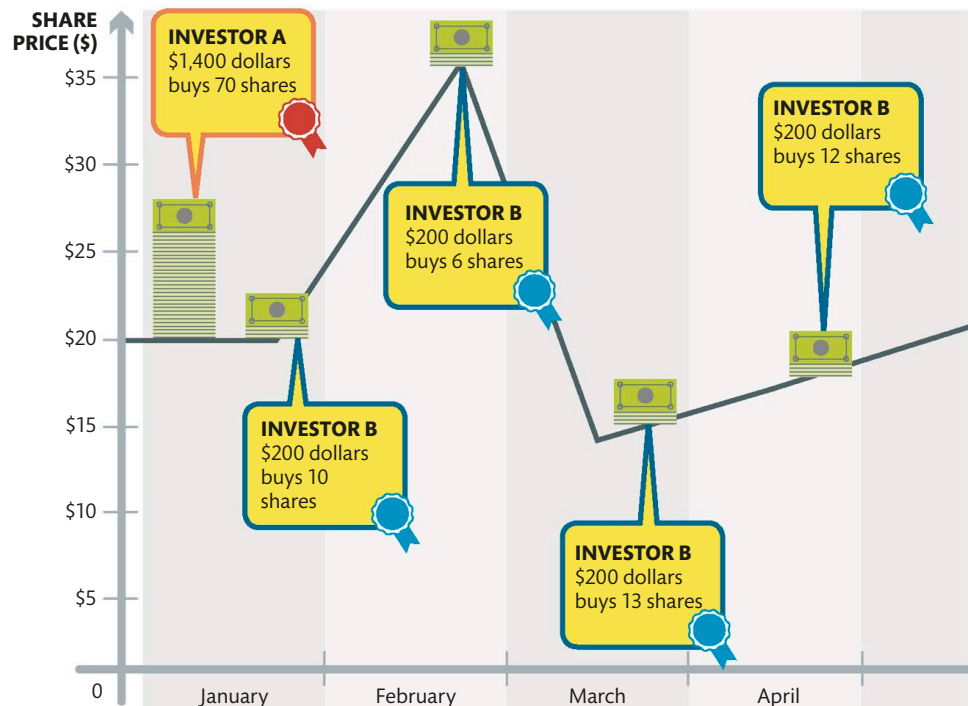 SHARE
PRICE ($)
$35
$30
$25
$20
$15
$10
$5
0
INVESTOR A
$1,400 dollars
buys 70 shares
INVESTOR B
$200 dollars
buys 10
shares
INVESTOR B
$200 dollars
buys 6 shares
INVESTOR B
$200 dollars
buys 13 shares
INVESTOR B
$200 dollars
buys 12 shares
January
February
March
April